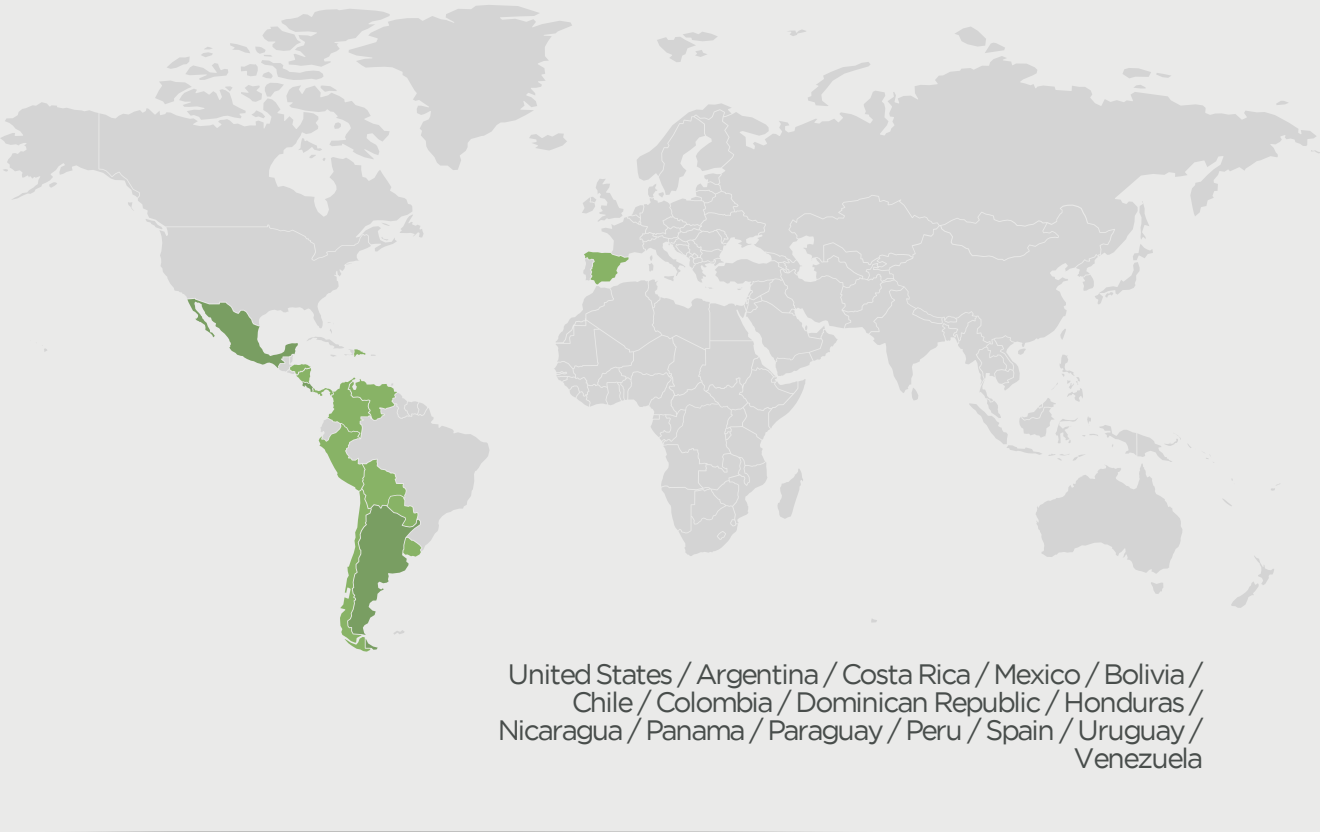 United States / Argentina / Costa Rica / Mexico / Bolivia /
Chile / Colombia / Dominican Republic / Honduras /
Nicaragua / Panama / Paraguay / Peru / Spain / Uruguay /
Venezuela